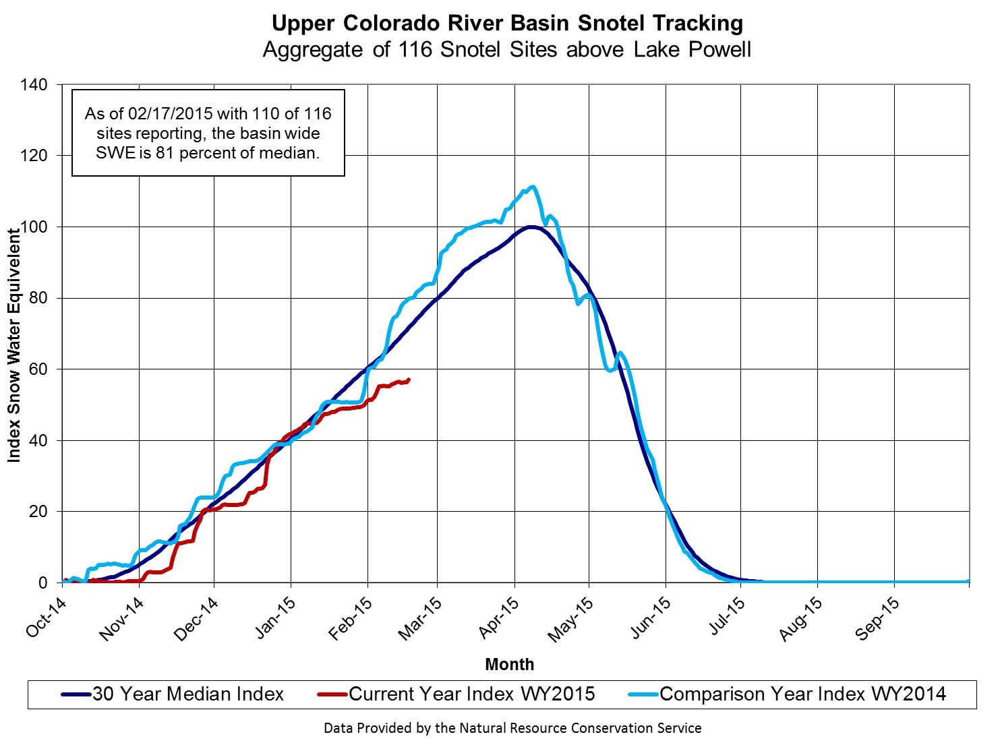 Upper Colorado River Basin Snotel Tracking
Aggregate of 116 Snotel Sites above Lake Powell
As of 02/17/2015 with 110 of 116
sites reporting, the basin wide
SWE is 81 percent of median.
Index Snow Water Equivelent
140
120
100
80
60
40
20
0
Oct-14
Nov-14
Dec-14
Jan-15
Feb-15
Mar-15
Apr-15
May-15
Jun-15
Jul-15
Aug-15
Sep-15
Month
30 Year Median Index
Current Year Index WY2015
Comparison Year Index WY2014
Data Provided by the Natural Resource Conservation Service